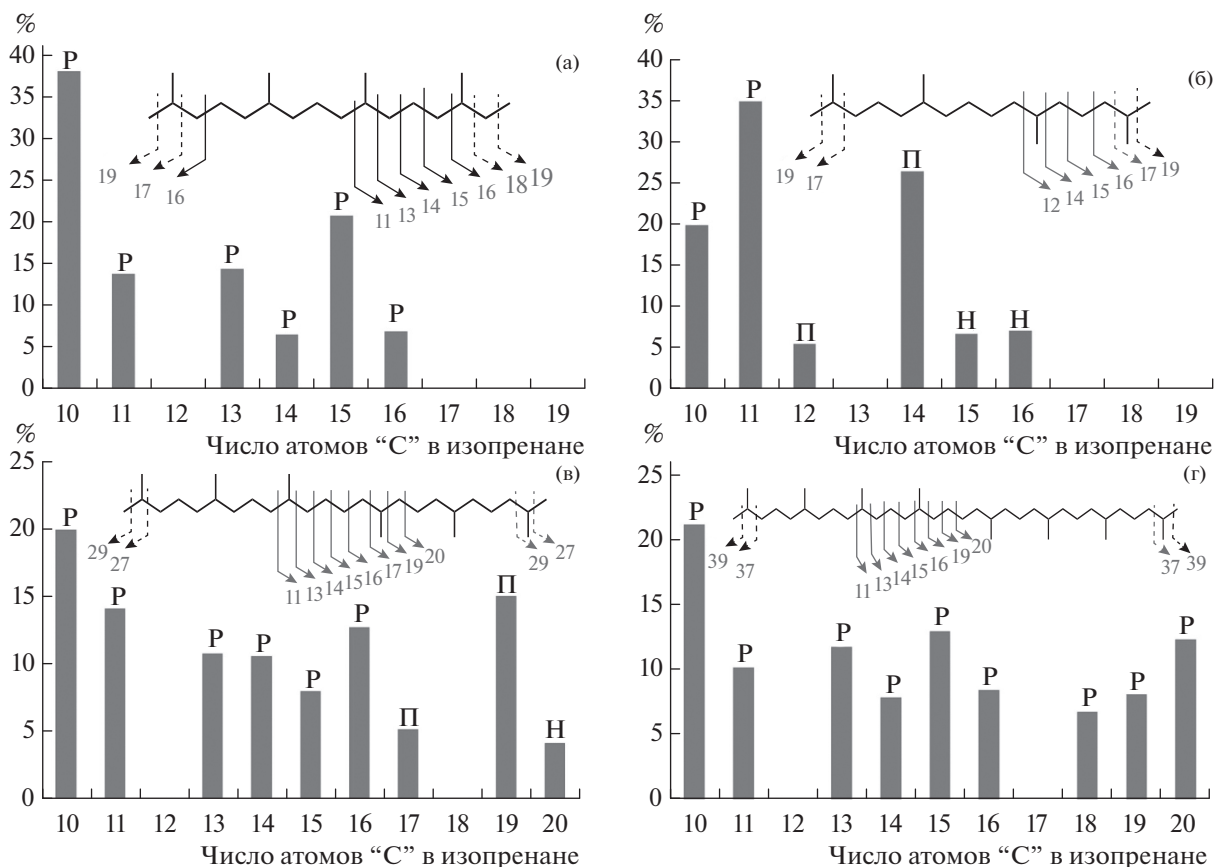 %
40
35
30
25
20
15
10
5
0
Р
Р
Р
Р
Р
Р
(а)
19
17
16
11
13
14
15
16
18
19
10 11 12 13 14 15 16 17 18 19
Число атомов “С” в изопренане
%
40
35
30
25
20
15
10
5
0
Р
Р
П
П
Н
Н
(б)
19
17
12
14
15
16
17
19
10 11 12 13 14 15 16 17 18 19
Число атомов “С” в изопренане
%
25
20
15
10
5
0
Р
Р
Р
Р
Р
Р
П
П
Н
(в)
29
27
11
13
14
15
16
17
19
20
29
27
10 11 12 13 14 15 16 17 18 19 20
Число атомов “С” в изопренане
%
25
20
15
10
5
0
Р
Р
Р
Р
Р
Р
Р
Р
Р
(г)
39
37
11
13
14
15
16
19
20
37
39
10 11 12 13 14 15 16 17 18 19 20
Число атомов “С” в изопренане